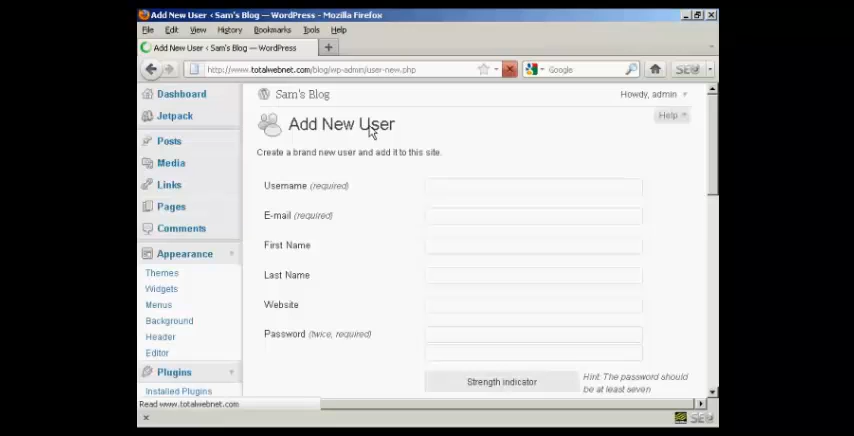 Add New User ‹ Sam's Blog — WordPress - Mozilla Firefox
File Edit View History Bookmarks Tools Help
Add New User ‹ Sam's Blog — WordPress
http://www.totalwebnet.com/blog/wp-admin/user-new.php
Google
SEO
Dashboard
Jetpack
Posts
Media
Links
Pages
Comments
Appearance
Themes
Widgets
Menus
Background
Header
Editor
Plugins
Installed Plugins
Sam's Blog
Howdy, admin
Help
Add New User
Create a brand new user and add it to this site.
Username (required)
E-mail (required)
First Name
Last Name
Website
Password (twice, required)
Strength indicator
Hint: The password should
be at least seven
Read www.totalwebnet.com
SEO